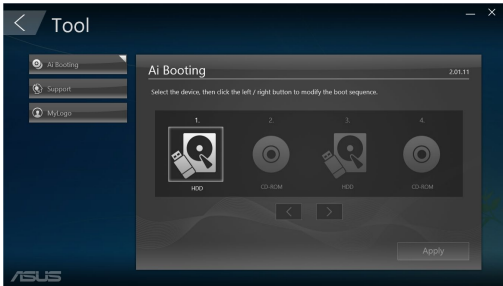 Tool
Ai Booting
Support
MyLogo
Ai Booting
2.01.11
Select the device, then click the left / right button to modify the boot sequence.
1.
2.
3.
4.
HDD
CD-ROM
HDD
CD-ROM
Apply
ASUS